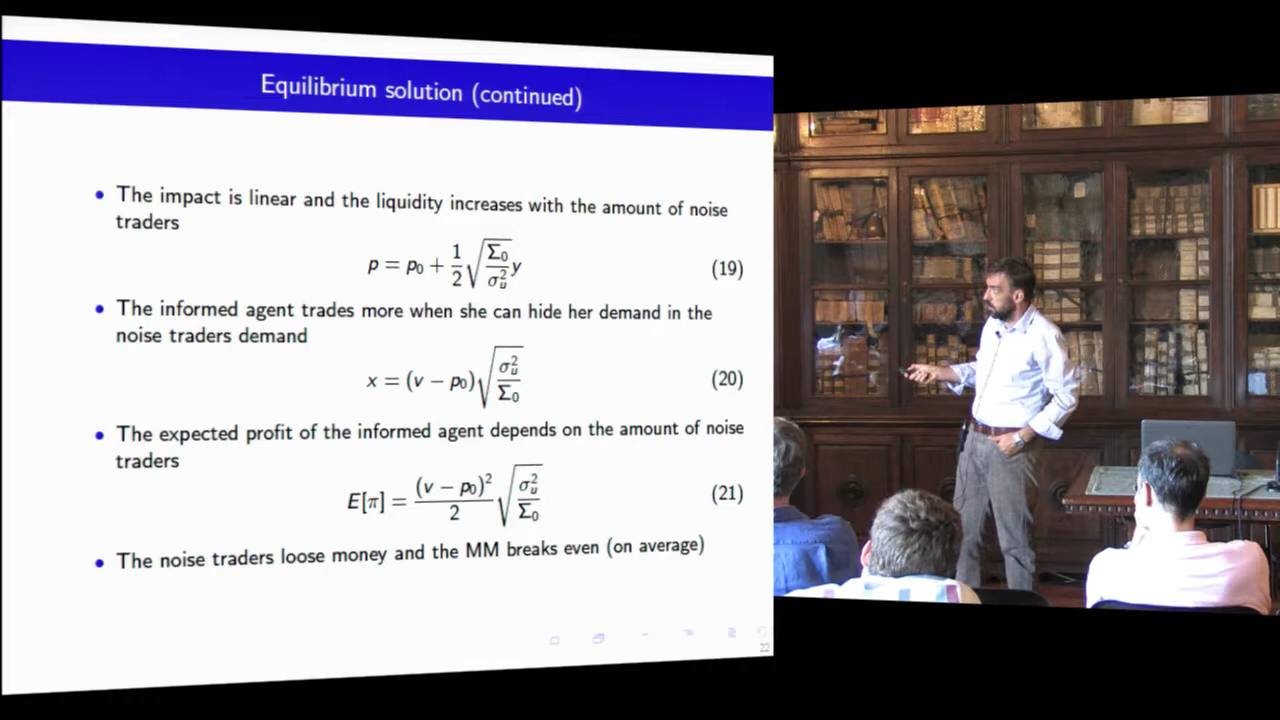 Equilibrium solution (continued)
• The impact is linear and the liquidity increases with the amount of noise
traders
p = p₀ + 1/2 √(Σ₀/σᵤ²) y (19)
• The informed agent trades more when she can hide her demand in the
noise traders demand
x = (v − p₀) √(σᵤ²/Σ₀) (20)
• The expected profit of the informed agent depends on the amount of noise
traders
E[π] = (v − p₀)²/2 √(σᵤ²/Σ₀) (21)
• The noise traders loose money and the MM breaks even (on average)
22